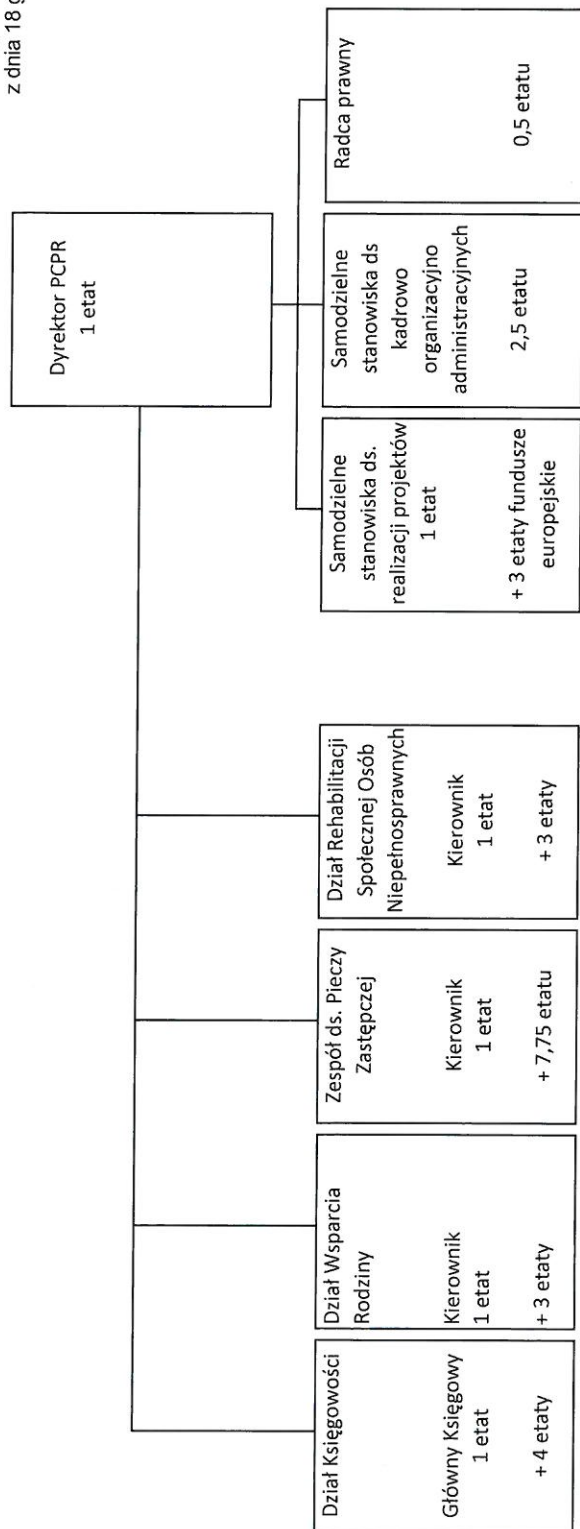 z dnia 18 g
Dyrektor PCPR
1 etat
Dział Księgowości
Główny Księgowy
1 etat
+ 4 etaty
Dział Wsparcia
Rodziny
Kierownik
1 etat
+ 3 etaty
Zespół ds. Pieczy
Zastępczej
Kierownik
1 etat
+ 7,75 etatu
Dział Rehabilitacji
Społecznej Osób
Niepełnosprawnych
Kierownik
1 etat
+ 3 etaty
Samodzielne
stanowiska ds.
realizacji projektów
1 etat
+ 3 etaty fundusze
europejskie
Samodzielne
stanowiska ds
kadrowo
organizacyjno
administracyjnych
2,5 etatu
Radca prawny
0,5 etatu